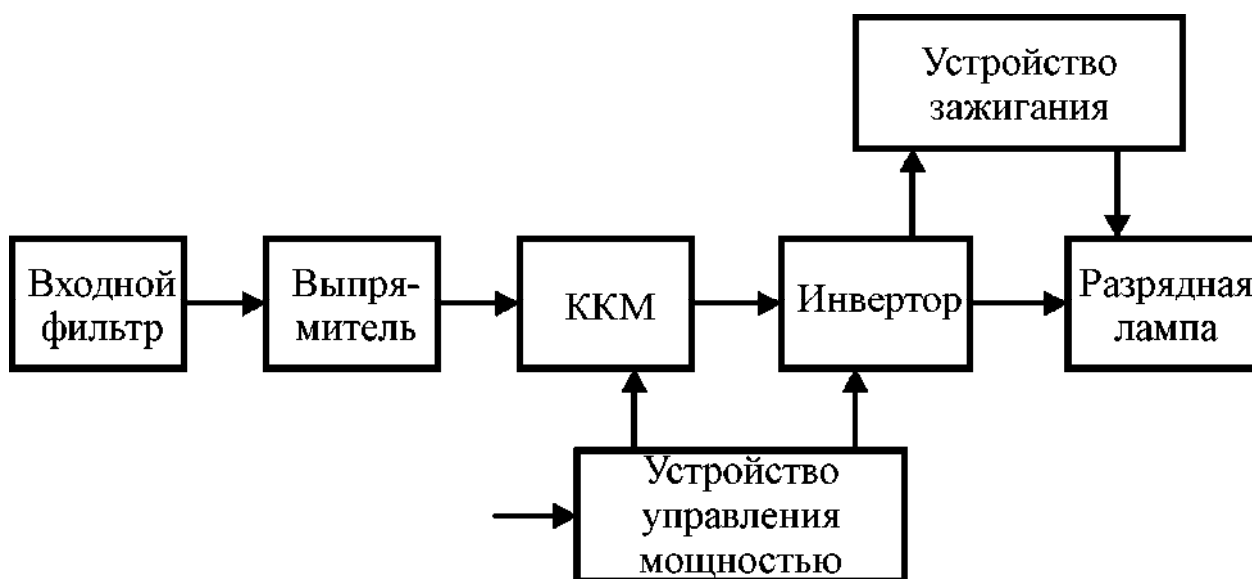 Устройство
зажигания
Входной
фильтр
Выпря-
митель
ККМ
Инвертор
Разрядная
лампа
Устройство
управления
мощностью